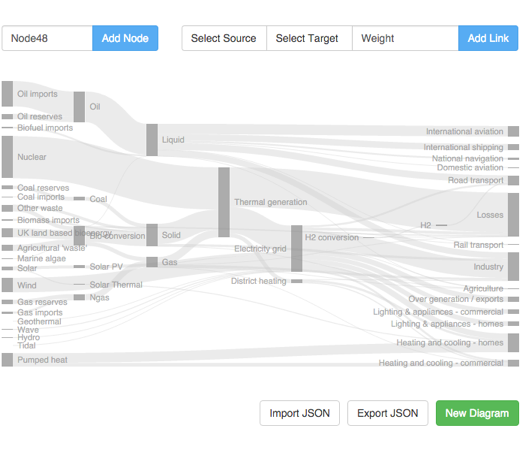 Node48 Add Node Select Source Select Target Weight Add Link
Oil imports
Oil
Oil reserves
Biofuel imports
Liquid
International aviation
International shipping
Nuclear
National navigation
Domestic aviation
Road transport
Coal reserves
Coal imports
Coal
Thermal generation
Other waste
Biomass imports
Losses
UK land based bioenergy
Bio-conversion
Solid
H2 conversion
H2
Agricultural 'waste'
Electricity grid
Rail transport
Marine algae
Solar
Solar PV
Gas
Industry
Wind
Solar Thermal
District heating
Agriculture
Ngas
Over generation / exports
Gas reserves
Gas imports
Lighting & appliances - commercial
Geothermal
Lighting & appliances - homes
Wave
Hydro
Tidal
Heating and cooling - homes
Pumped heat
Heating and cooling - commercial
Import JSON Export JSON New Diagram